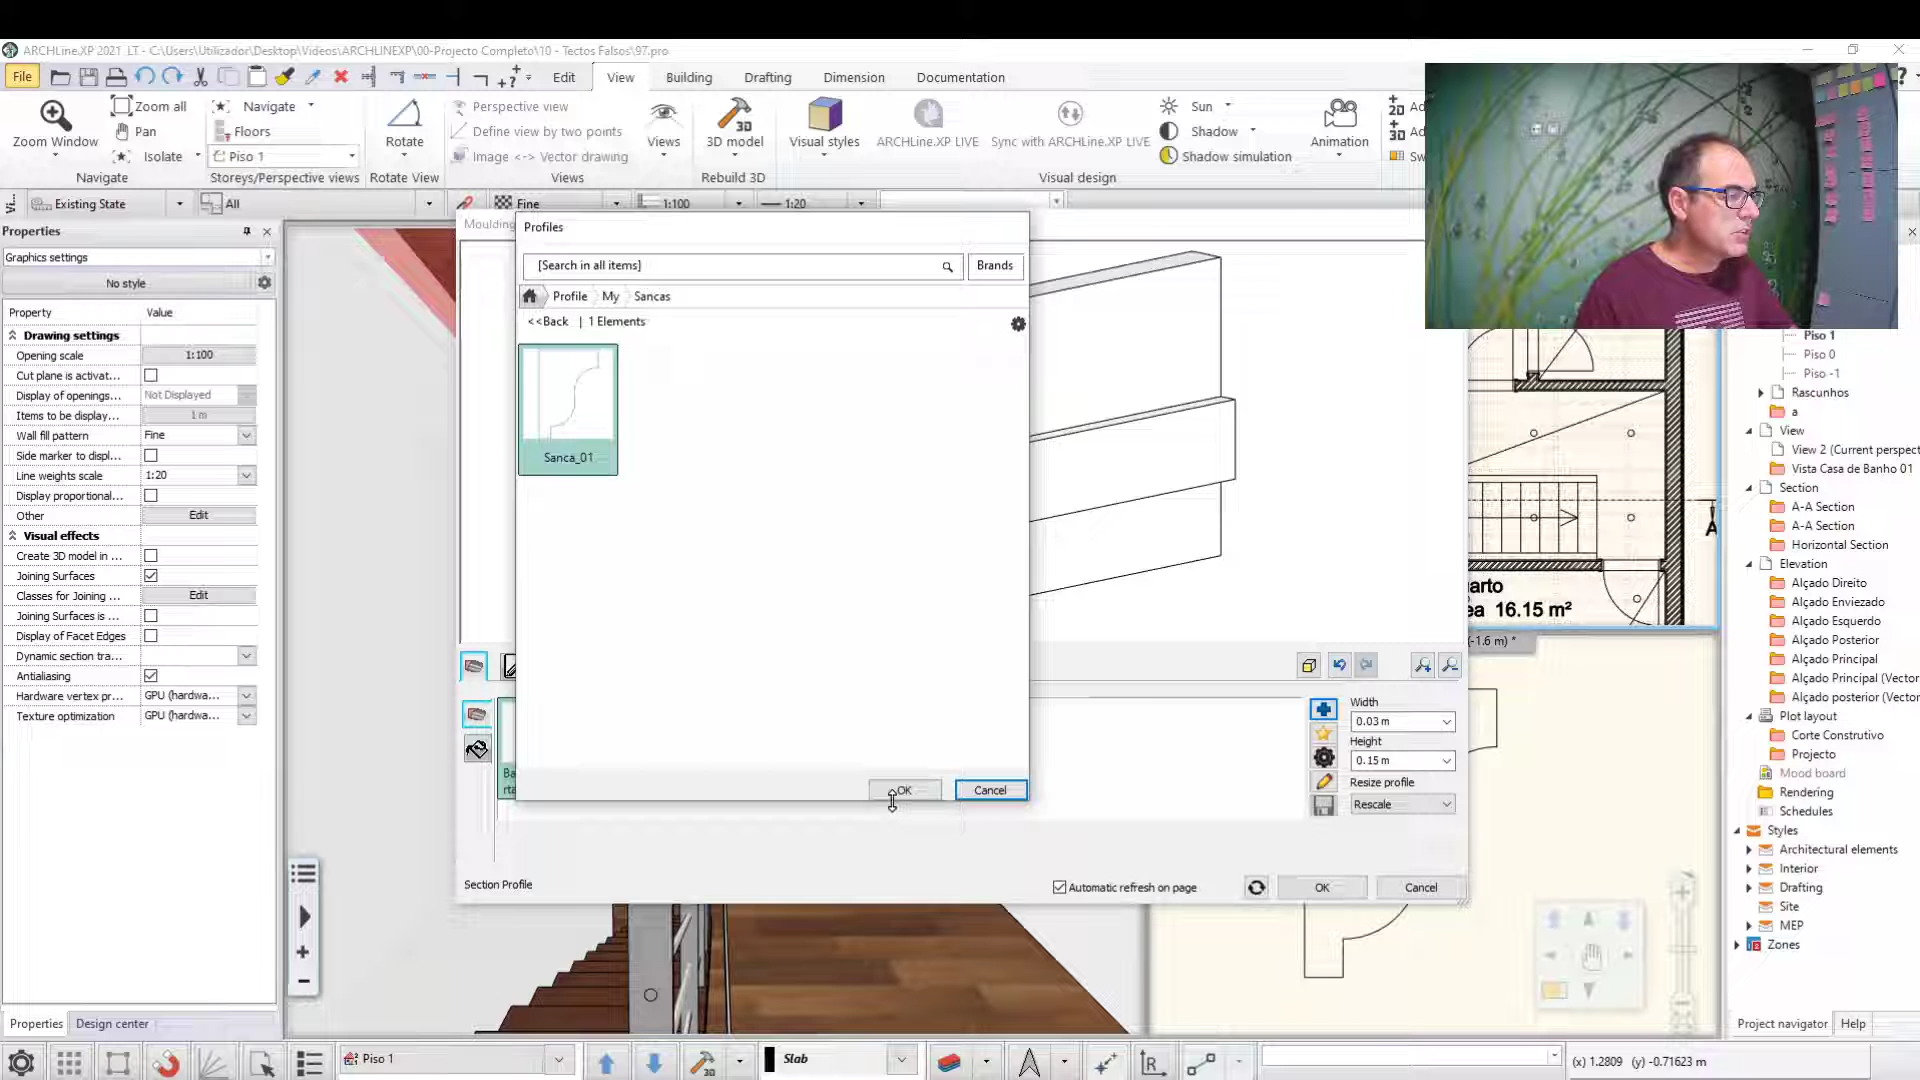 ARCHLine.XP 2021 LT - C:\Users\Utilizador\Desktop\Videos\ARCHLINEXP\00-Projecto Completo\10 - Tectos Falsos\97.pro
File
Edit
View
Building
Drafting
Dimension
Documentation
Zoom Window
Zoom all
Pan
Isolate
Navigate
Navigate
Floors
Piso 1
Storeys/Perspective views
Rotate
Rotate View
Perspective view
Define view by two points
Image <-> Vector drawing
Views
Views
3D model
Rebuild 3D
Visual styles
ARCHLine.XP LIVE
Sync with ARCHLine.XP LIVE
Sun
Shadow
Shadow simulation
Visual design
Animation
2D
3D
Existing State
All
Fine
1:100
1:20
Properties
Graphics settings
No style
Property
Value
Drawing settings
Opening scale
1:100
Cut plane is activat...
Display of openings...
Not Displayed
Items to be display...
1 m
Wall fill pattern
Fine
Side marker to displ...
Line weights scale
1:20
Display proportional...
Other
Edit
Visual effects
Create 3D model in ...
Joining Surfaces
Classes for Joining ...
Edit
Joining Surfaces is ...
Display of Facet Edges
Dynamic section tra...
Antialiasing
Hardware vertex pr...
GPU (hardwa...
Texture optimization
GPU (hardwa...
Properties
Design center
Moulding
Profiles
[Search in all items]
Brands
Profile
My
Sancas
<<Back | 1 Elements
Sanca_01
OK
Cancel
Width
0.03 m
Height
0.15 m
Resize profile
Rescale
Section Profile
Automatic refresh on page
OK
Cancel
16.15 m²
(-1.6 m) *
A
Piso 1
Piso 0
Piso -1
Rascunhos
a
View
View 2 (Current perspect
Vista Casa de Banho 01
Section
A-A Section
A-A Section
Horizontal Section
Elevation
Alçado Direito
Alçado Enviezado
Alçado Esquerdo
Alçado Posterior
Alçado Principal
Alçado Principal (Vector
Alçado posterior (Vector
Plot layout
Corte Construtivo
Projecto
Mood board
Rendering
Schedules
Styles
Architectural elements
Interior
Drafting
Site
MEP
Zones
Project navigator
Help
Piso 1
3D
Slab
(x) 1.2809 (y) -0.71623 m